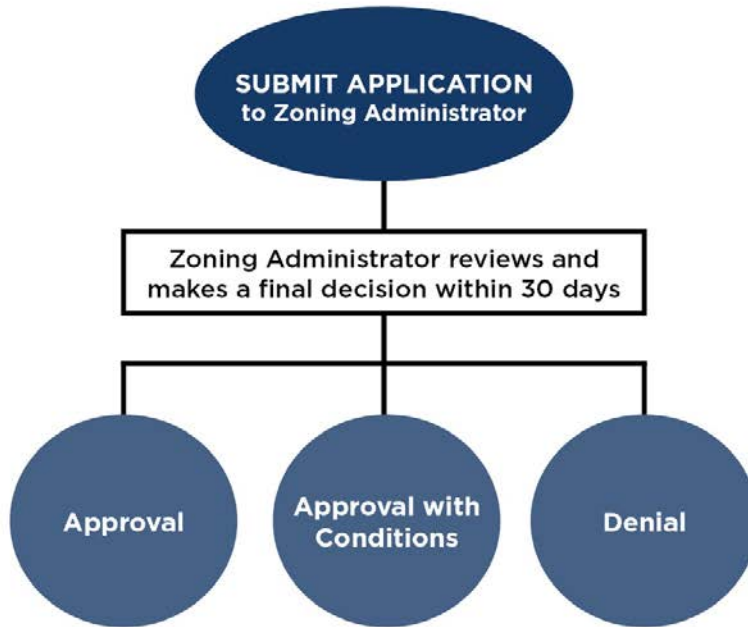 SUBMIT APPLICATION
to Zoning Administrator
Zoning Administrator reviews and
makes a final decision within 30 days
Approval
Approval with
Conditions
Denial